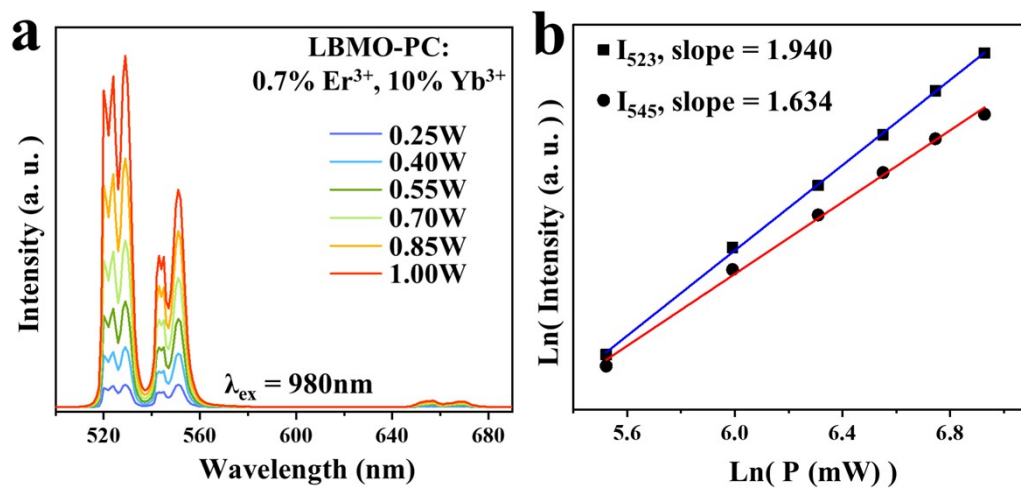 a
LBMO-PC:
0.7% Er³⁺, 10% Yb³⁺
0.25W
0.40W
0.55W
0.70W
0.85W
1.00W
λex = 980nm
Intensity (a. u.)
520 560 600 640 680
Wavelength (nm)
b
I523, slope = 1.940
I545, slope = 1.634
Ln( Intensity (a. u.) )
5.6 6.0 6.4 6.8
Ln( P (mW) )